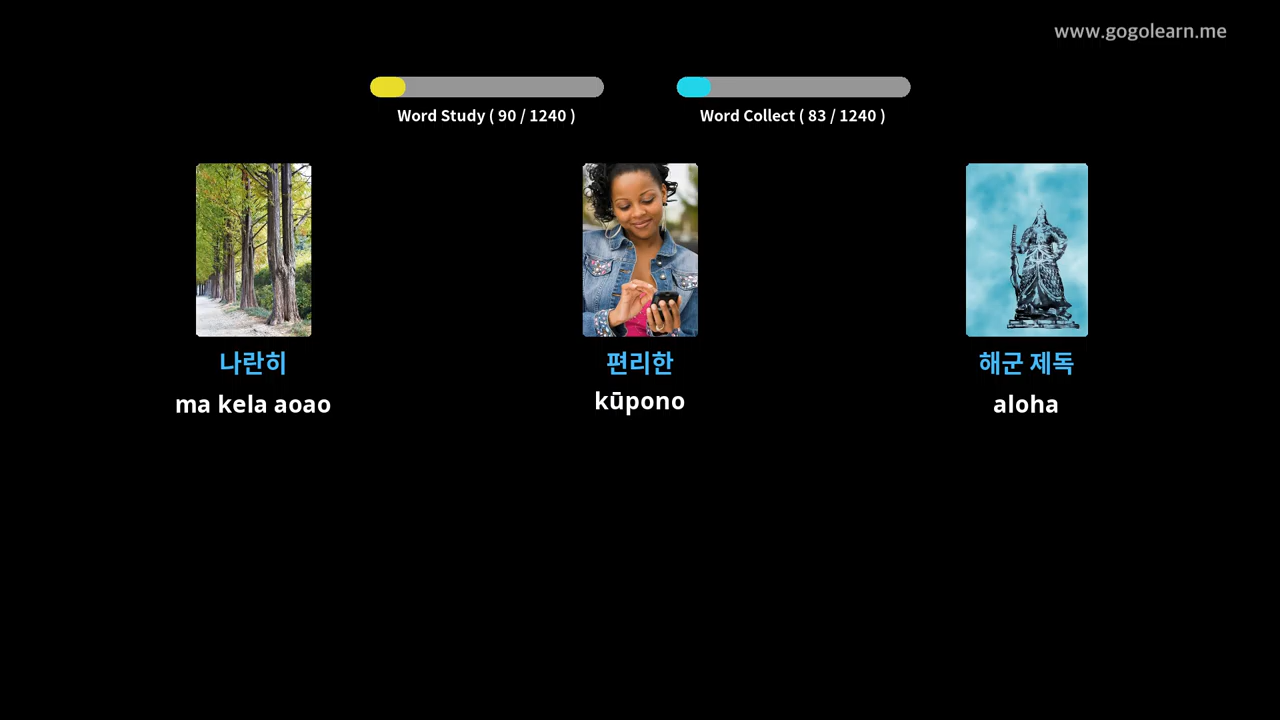 www.gogolearn.me
Word Study ( 90 / 1240 )
Word Collect ( 83 / 1240 )
나란히
편리한
해군 제독
ma kela aoao
kūpono
aloha